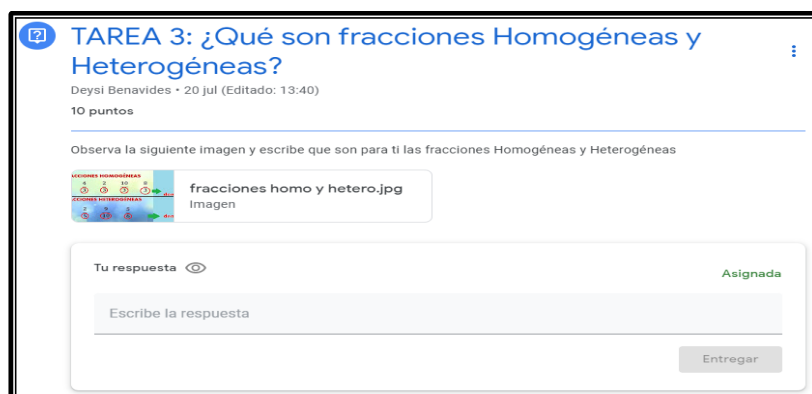 TAREA 3: ¿Qué son fracciones Homogéneas y
Heterogéneas?
Deysi Benavides • 20 jul (Editado: 13:40)
10 puntos
Observa la siguiente imagen y escribe que son para ti las fracciones Homogéneas y Heterogéneas
fracciones homo y hetero.jpg
Imagen
Tu respuesta
Asignada
Escribe la respuesta
Entregar